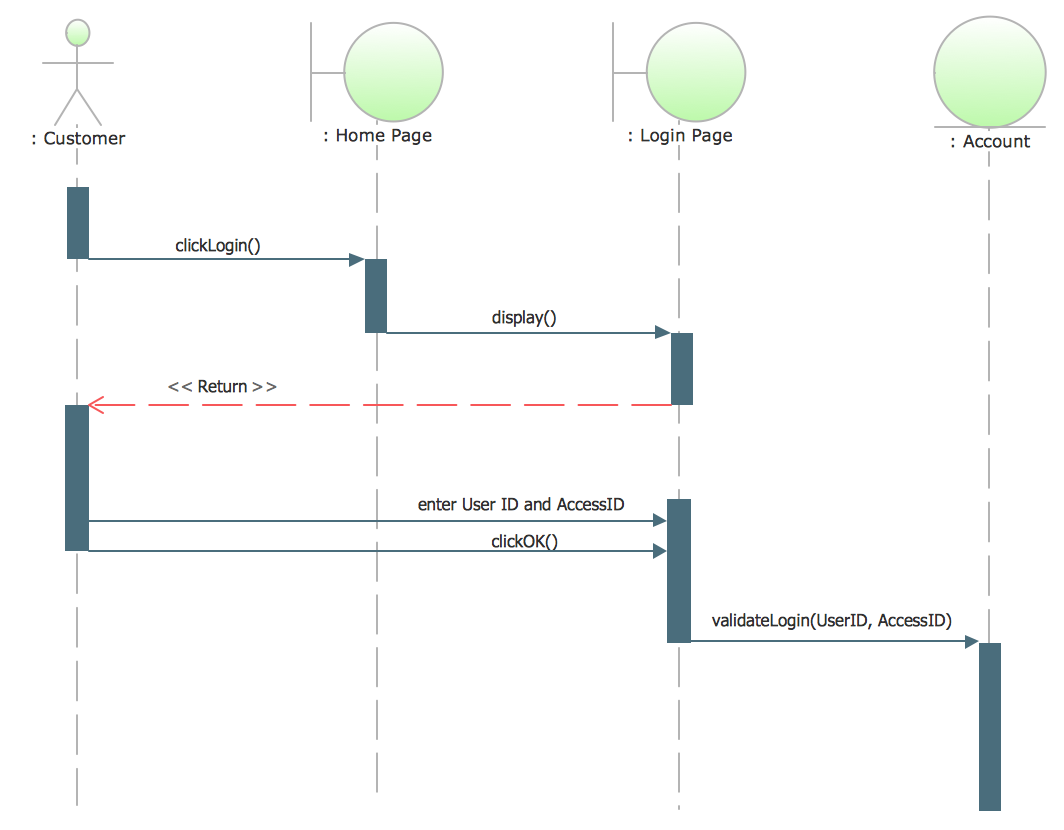 : Customer
: Home Page
: Login Page
: Account
clickLogin()
display()
<< Return >>
enter User ID and AccessID
clickOK()
validateLogin(UserID, AccessID)